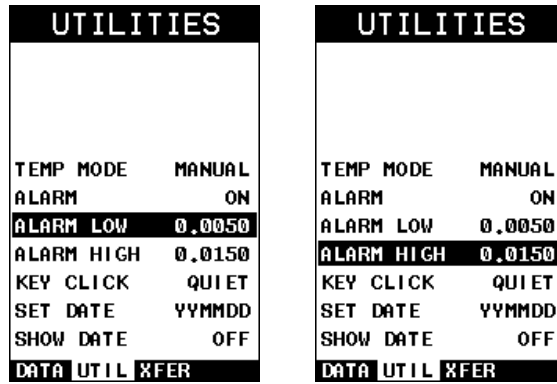 UTILITIES
TEMP MODE MANUAL
ALARM ON
ALARM LOW 0.0050
ALARM HIGH 0.0150
KEY CLICK QUIET
SET DATE YYMMDD
SHOW DATE OFF
DATA UTIL XFER
UTILITIES
TEMP MODE MANUAL
ALARM ON
ALARM LOW 0.0050
ALARM HIGH 0.0150
KEY CLICK QUIET
SET DATE YYMMDD
SHOW DATE OFF
DATA UTIL XFER